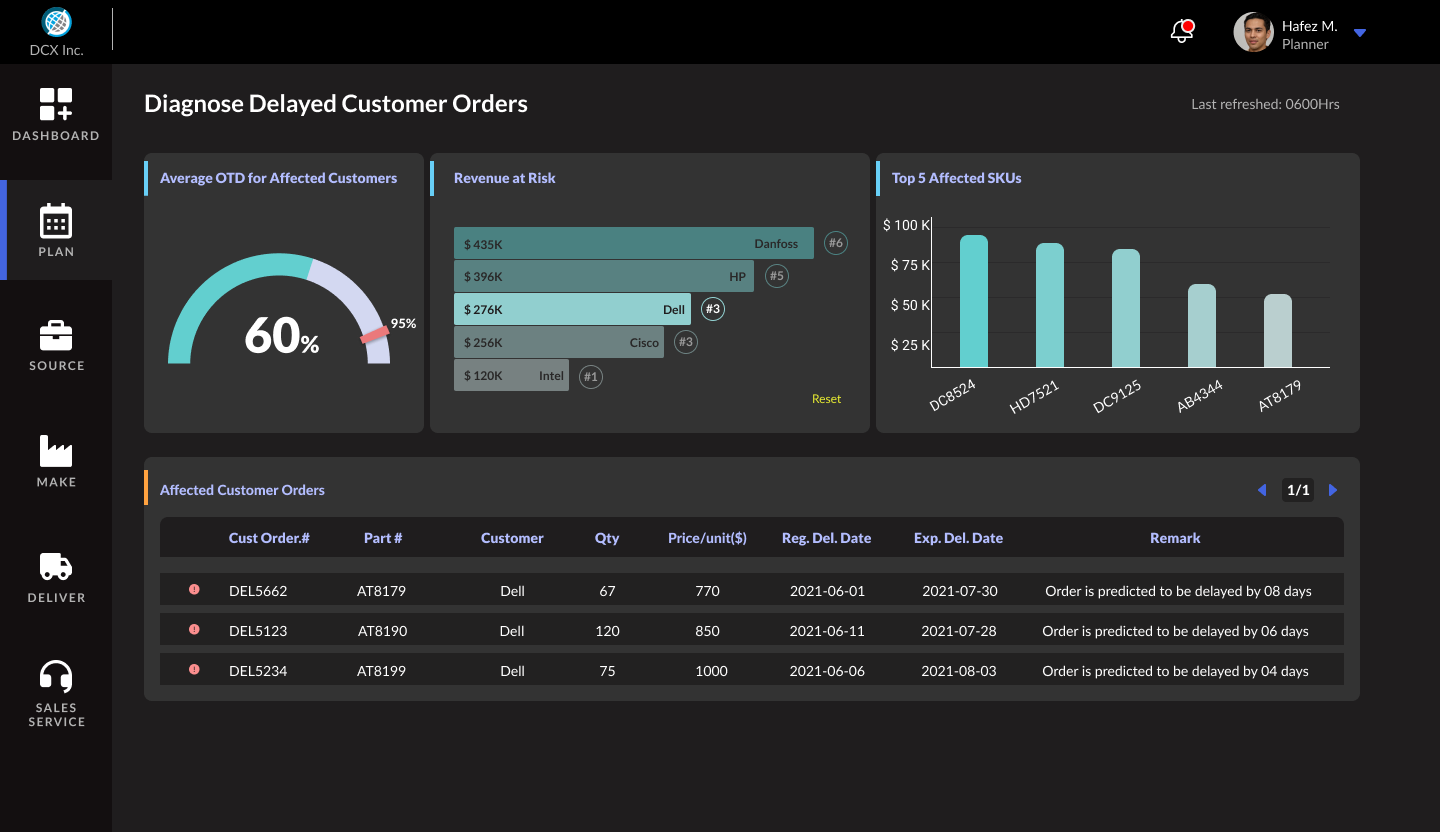 DCX Inc.
Hafez M.
Planner
DASHBOARD
PLAN
SOURCE
MAKE
DELIVER
SALES
SERVICE
Diagnose Delayed Customer Orders
Last refreshed: 0600Hrs
Average OTD for Affected Customers
60%
95%
Revenue at Risk
$ 435K Danfoss #6
$ 396K HP #5
$ 276K Dell #3
$ 256K Cisco #3
$ 120K Intel #1
Reset
Top 5 Affected SKUs
$ 100 K
$ 75 K
$ 50 K
$ 25 K
DC8524 HD7521 DC9125 AB4344 AT8179
Affected Customer Orders
1/1
Cust Order.# Part # Customer Qty Price/unit($) Reg. Del. Date Exp. Del. Date Remark
DEL5662 AT8179 Dell 67 770 2021-06-01 2021-07-30 Order is predicted to be delayed by 08 days
DEL5123 AT8190 Dell 120 850 2021-06-11 2021-07-28 Order is predicted to be delayed by 06 days
DEL5234 AT8199 Dell 75 1000 2021-06-06 2021-08-03 Order is predicted to be delayed by 04 days